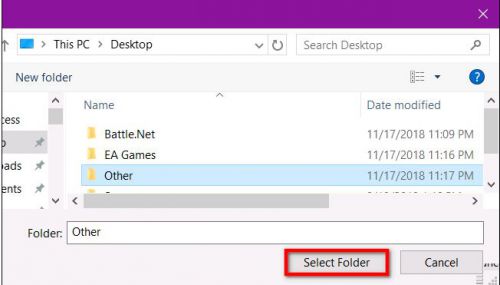 This PC > Desktop
Search Desktop
New folder
?
Name
Date modified
cess
Battle.Net
11/17/2018 11:09 PM
EA Games
11/17/2018 11:16 PM
oads
Other
11/17/2018 11:17 PM
ents
Folder:
Other
Select Folder
Cancel